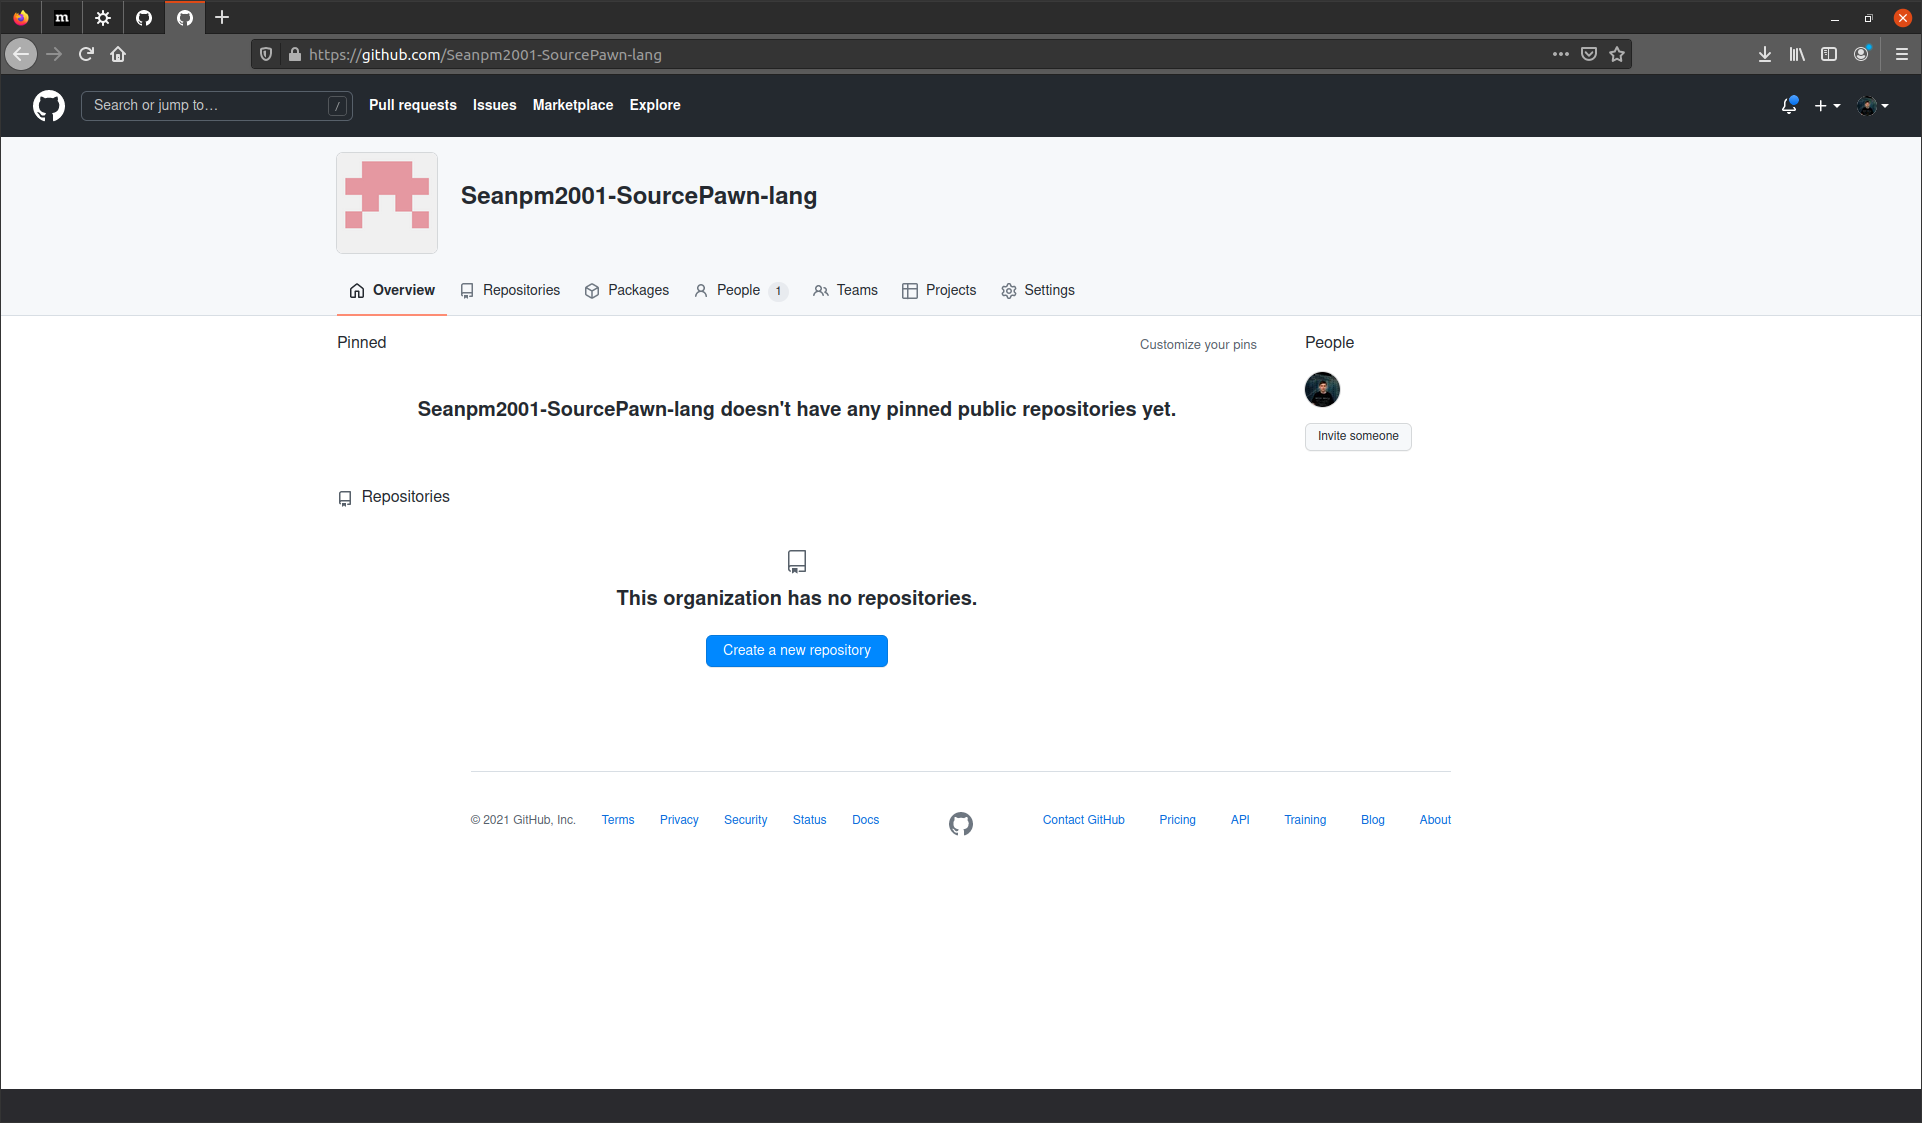 m
https://github.com/Seanpm2001-SourcePawn-lang
Search or jump to… /
Pull requests Issues Marketplace Explore
Seanpm2001-SourcePawn-lang
Overview Repositories Packages People 1 Teams Projects Settings
Pinned Customize your pins People
Seanpm2001-SourcePawn-lang doesn't have any pinned public repositories yet.
Invite someone
Repositories
This organization has no repositories.
Create a new repository
© 2021 GitHub, Inc. Terms Privacy Security Status Docs Contact GitHub Pricing API Training Blog About